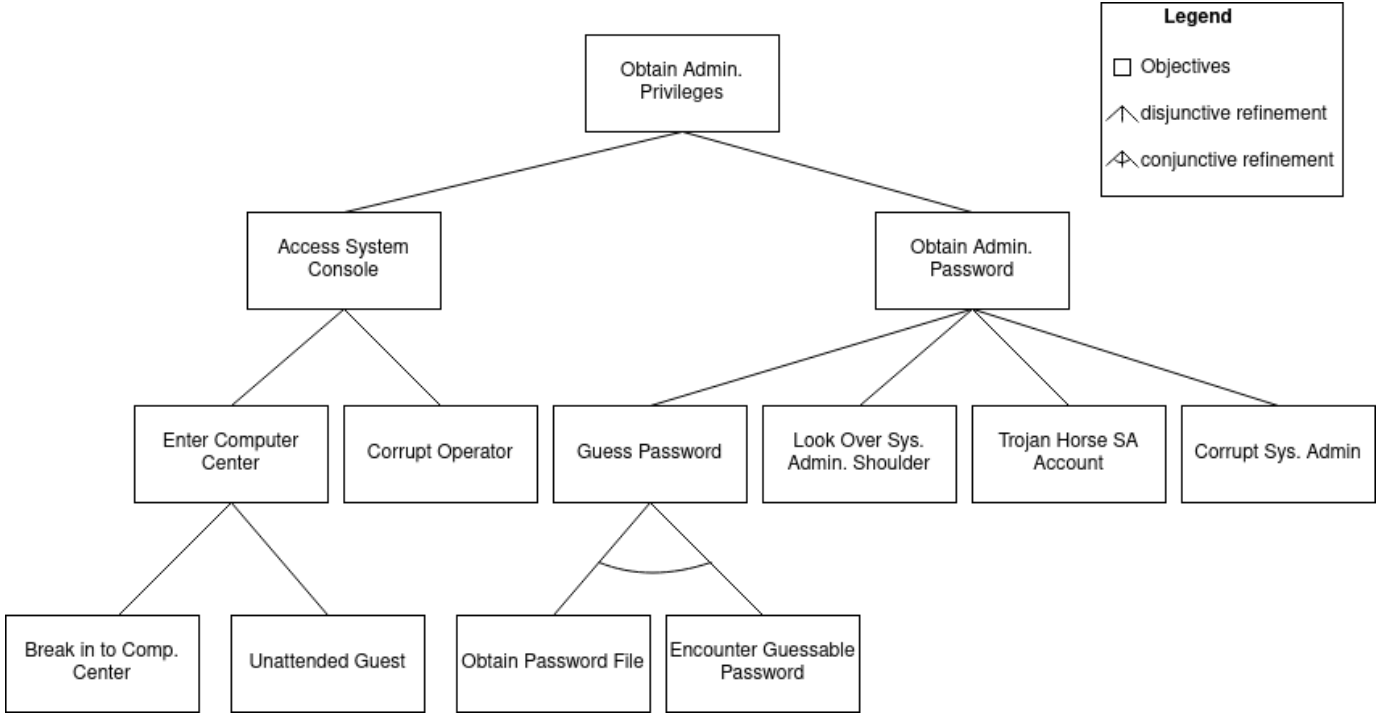 Legend
Objectives
disjunctive refinement
conjunctive refinement
Obtain Admin.
Privileges
Access System
Console
Obtain Admin.
Password
Enter Computer
Center
Corrupt Operator
Guess Password
Look Over Sys.
Admin. Shoulder
Trojan Horse SA
Account
Corrupt Sys. Admin
Break in to Comp.
Center
Unattended Guest
Obtain Password File
Encounter Guessable
Password